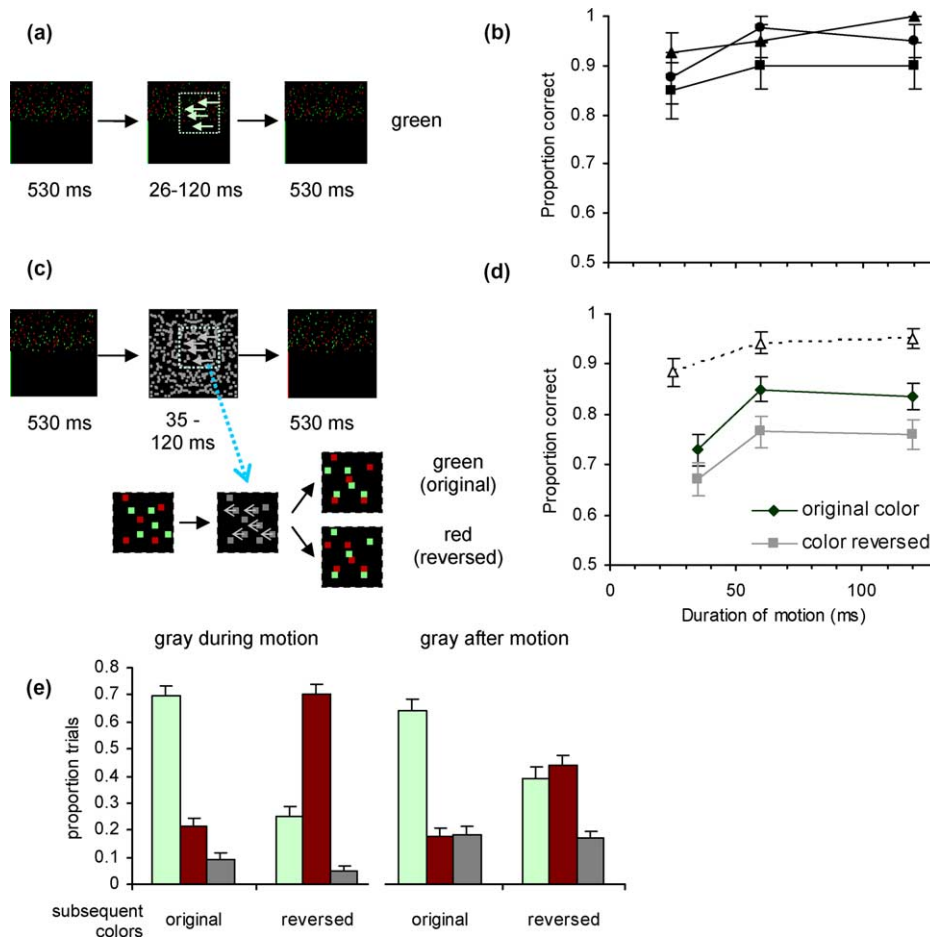 (a)
530 ms
26-120 ms
530 ms
green
(b)
Proportion correct
1
0.9
0.8
0.7
0.6
0.5
(c)
530 ms
35 -
120 ms
530 ms
green
(original)
red
(reversed)
(d)
Proportion correct
1
0.9
0.8
0.7
0.6
0.5
original color
color reversed
0
50
100
Duration of motion (ms)
(e)
gray during motion
gray after motion
proportion trials
0.8
0.7
0.6
0.5
0.4
0.3
0.2
0.1
0
subsequent
colors
original
reversed
original
reversed